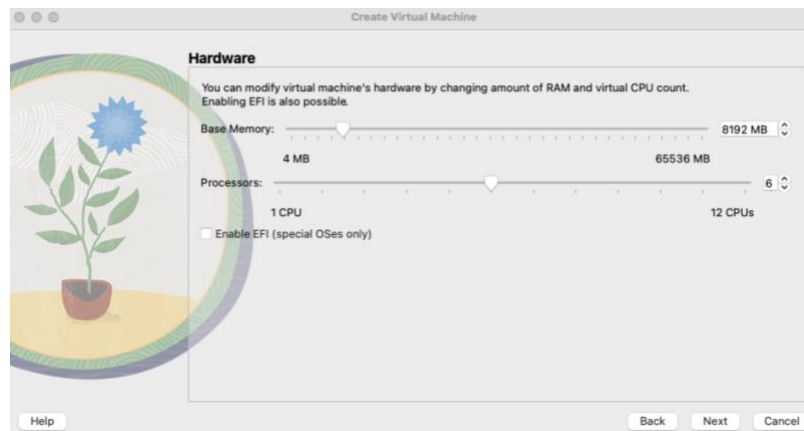 Create Virtual Machine
Hardware
You can modify virtual machine's hardware by changing amount of RAM and virtual CPU count.
Enabling EFI is also possible.
Base Memory: 8192 MB
4 MB 65536 MB
Processors: 6
1 CPU 12 CPUs
Enable EFI (special OSes only)
Help Back Next Cancel